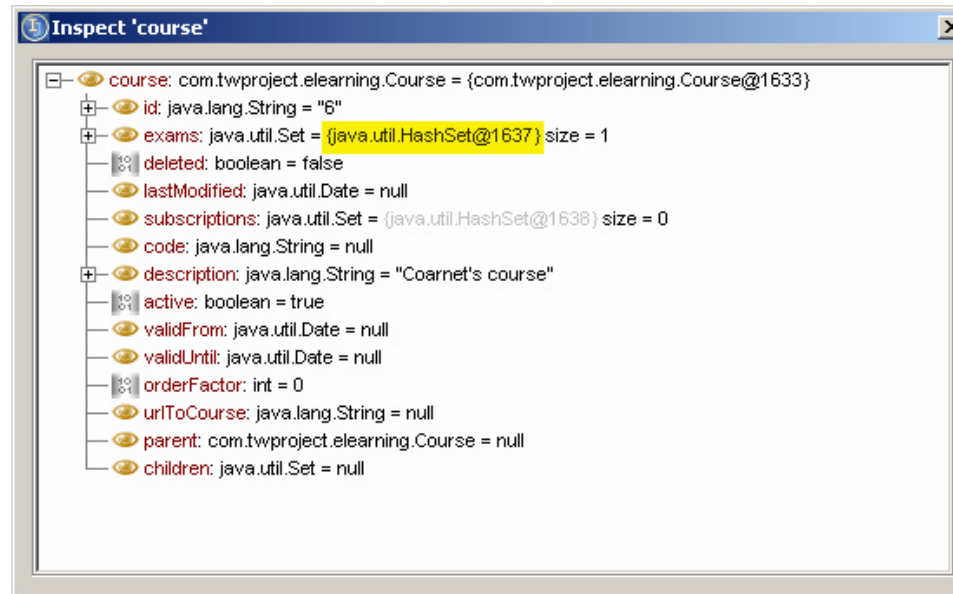 Inspect 'course'
course: com.twproject.elearning.Course = {com.twproject.elearning.Course@1633}
id: java.lang.String = "6"
exams: java.util.Set = {java.util.HashSet@1637} size = 1
deleted: boolean = false
lastModified: java.util.Date = null
subscriptions: java.util.Set = {java.util.HashSet@1638} size = 0
code: java.lang.String = null
description: java.lang.String = "Coarnet's course"
active: boolean = true
validFrom: java.util.Date = null
validUntil: java.util.Date = null
orderFactor: int = 0
urlToCourse: java.lang.String = null
parent: com.twproject.elearning.Course = null
children: java.util.Set = null